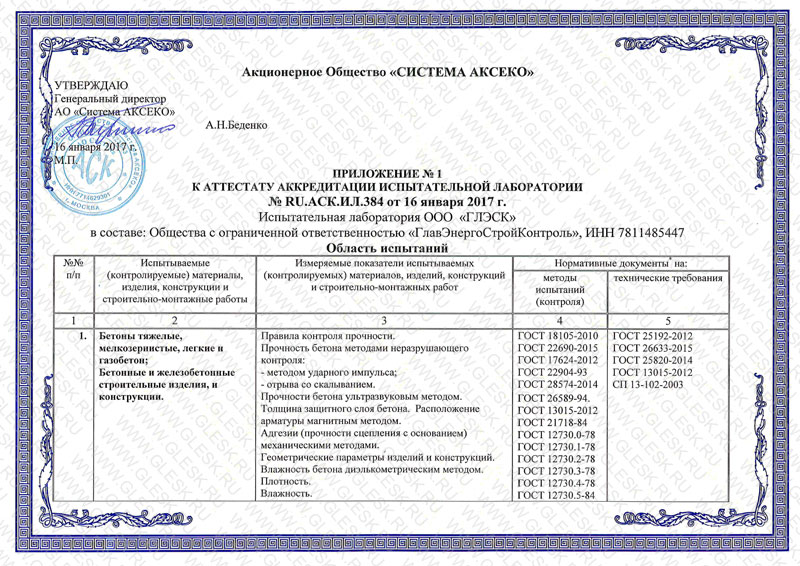 Акционерное Общество «СИСТЕМА АКСЕКО»
УТВЕРЖДАЮ
Генеральный директор
АО «Система АКСЕКО»
А.Н.Беденко
16 января 2017 г.
М.П.
АСК
г. МОСКВА
ПРИЛОЖЕНИЕ № 1
К АТТЕСТАТУ АККРЕДИТАЦИИ ИСПЫТАТЕЛЬНОЙ ЛАБОРАТОРИИ
№ RU.АСК.ИЛ.384 от 16 января 2017 г.
Испытательная лаборатория ООО «ГЛЭСК»
в составе: Общества с ограниченной ответственностью «ГлавЭнергоСтройКонтроль», ИНН 7811485447
Область испытаний
№№
п/п
Испытываемые
(контролируемые) материалы,
изделия, конструкции и
строительно-монтажные работы
Измеряемые показатели испытываемых
(контролируемых) материалов, изделий, конструкций
и строительно-монтажных работ
Нормативные документы* на:
методы
испытаний
(контроля)
технические требования
1 2 3 4 5
1.
Бетоны тяжелые,
мелкозернистые, легкие и
газобетон;
Бетонные и железобетонные
строительные изделия, и
конструкции.
Правила контроля прочности.
Прочность бетона методами неразрушающего
контроля:
- методом ударного импульса;
- отрыва со скалыванием.
Прочности бетона ультразвуковым методом.
Толщина защитного слоя бетона. Расположение
арматуры магнитным методом.
Адгезии (прочности сцепления с основанием)
механическими методами.
Геометрические параметры изделий и конструкций.
Влажность бетона диэлькометрическим методом.
Плотность.
Влажность.
ГОСТ 18105-2010
ГОСТ 22690-2015
ГОСТ 17624-2012
ГОСТ 22904-93
ГОСТ 28574-2014
ГОСТ 26589-94.
ГОСТ 13015-2012
ГОСТ 21718-84
ГОСТ 12730.0-78
ГОСТ 12730.1-78
ГОСТ 12730.2-78
ГОСТ 12730.3-78
ГОСТ 12730.4-78
ГОСТ 12730.5-84
ГОСТ 25192-2012
ГОСТ 26633-2015
ГОСТ 25820-2014
ГОСТ 13015-2012
СП 13-102-2003